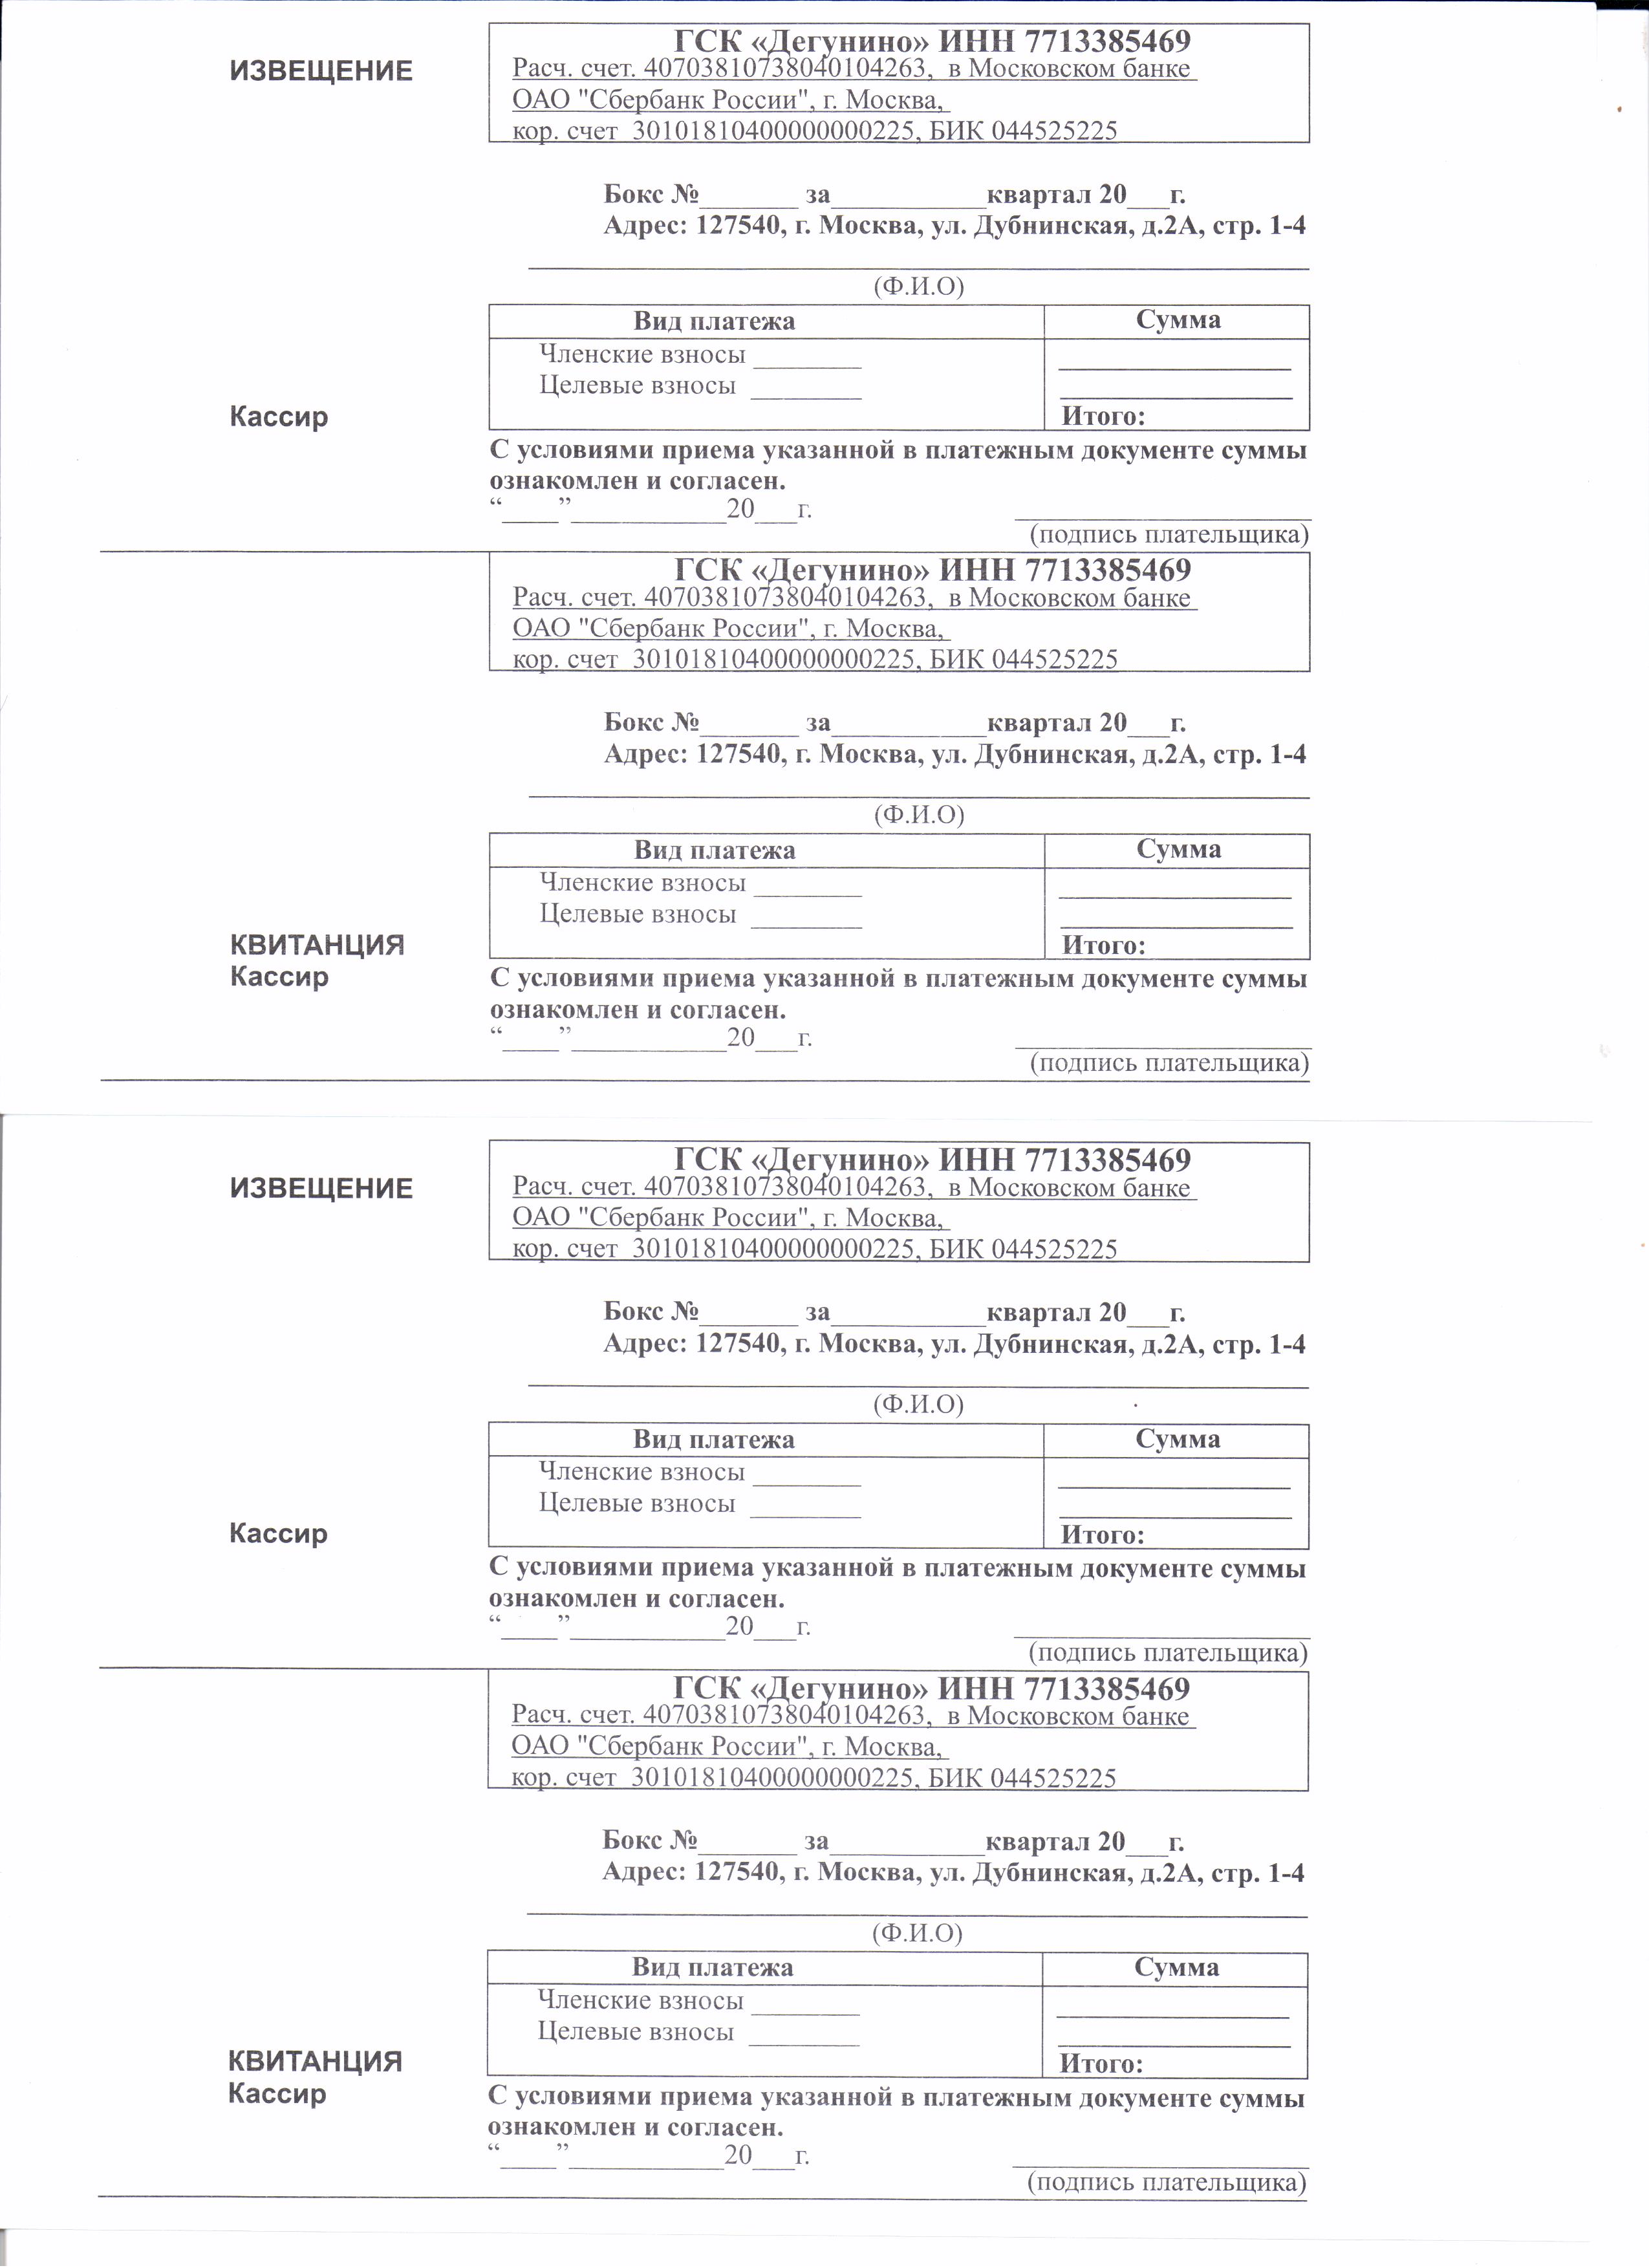 ИЗВЕЩЕНИЕ
ГСК «Дегунино» ИНН 7713385469
Расч. счет. 40703810738040104263,  в Московском банке
ОАО "Сбербанк России", г. Москва,
кор. счет  30101810400000000225, БИК 044525225
Бокс №_______ за___________квартал 20___г.
Адрес: 127540, г. Москва, ул. Дубнинская, д.2А, стр. 1-4
(Ф.И.О)
Вид платежа Сумма
Членские взносы ________
Целевые взносы ________
Кассир Итого:
С условиями приема указанной в платежным документе суммы
ознакомлен и согласен.
“____”___________20___г.
(подпись плательщика)
ГСК «Дегунино» ИНН 7713385469
Расч. счет. 40703810738040104263,  в Московском банке
ОАО "Сбербанк России", г. Москва,
кор. счет  30101810400000000225, БИК 044525225
Бокс №_______ за___________квартал 20___г.
Адрес: 127540, г. Москва, ул. Дубнинская, д.2А, стр. 1-4
(Ф.И.О)
Вид платежа Сумма
Членские взносы ________
Целевые взносы ________
КВИТАНЦИЯ Итого:
Кассир
С условиями приема указанной в платежным документе суммы
ознакомлен и согласен.
“____”___________20___г.
(подпись плательщика)
ИЗВЕЩЕНИЕ
ГСК «Дегунино» ИНН 7713385469
Расч. счет. 40703810738040104263,  в Московском банке
ОАО "Сбербанк России", г. Москва,
кор. счет  30101810400000000225, БИК 044525225
Бокс №_______ за___________квартал 20___г.
Адрес: 127540, г. Москва, ул. Дубнинская, д.2А, стр. 1-4
(Ф.И.О)
Вид платежа Сумма
Членские взносы ________
Целевые взносы ________
Кассир Итого:
С условиями приема указанной в платежным документе суммы
ознакомлен и согласен.
“____”___________20___г.
(подпись плательщика)
ГСК «Дегунино» ИНН 7713385469
Расч. счет. 40703810738040104263,  в Московском банке
ОАО "Сбербанк России", г. Москва,
кор. счет  30101810400000000225, БИК 044525225
Бокс №_______ за___________квартал 20___г.
Адрес: 127540, г. Москва, ул. Дубнинская, д.2А, стр. 1-4
(Ф.И.О)
Вид платежа Сумма
Членские взносы ________
Целевые взносы ________
КВИТАНЦИЯ Итого:
Кассир
С условиями приема указанной в платежным документе суммы
ознакомлен и согласен.
“____”___________20___г.
(подпись плательщика)